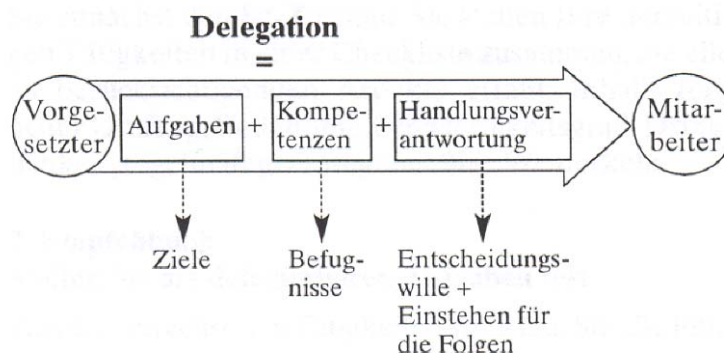 Delegation
=
Vorge-
setzter
Aufgaben + Kompe-
tenzen + Handlungsver-
antwortung
Mitar-
beiter
Ziele
Befug-
nisse
Entscheidungs-
wille +
Einstehen für
die Folgen